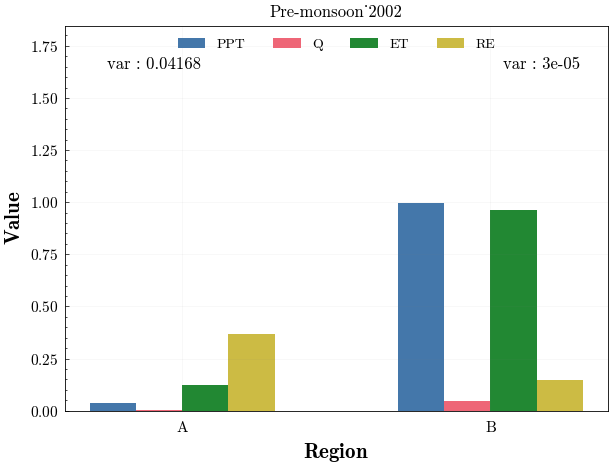 Pre-monsoon˙2002
PPT Q ET RE
var : 0.04168 var : 3e-05
1.75
1.50
1.25
1.00
0.75
0.50
0.25
0.00
Value
A B
Region